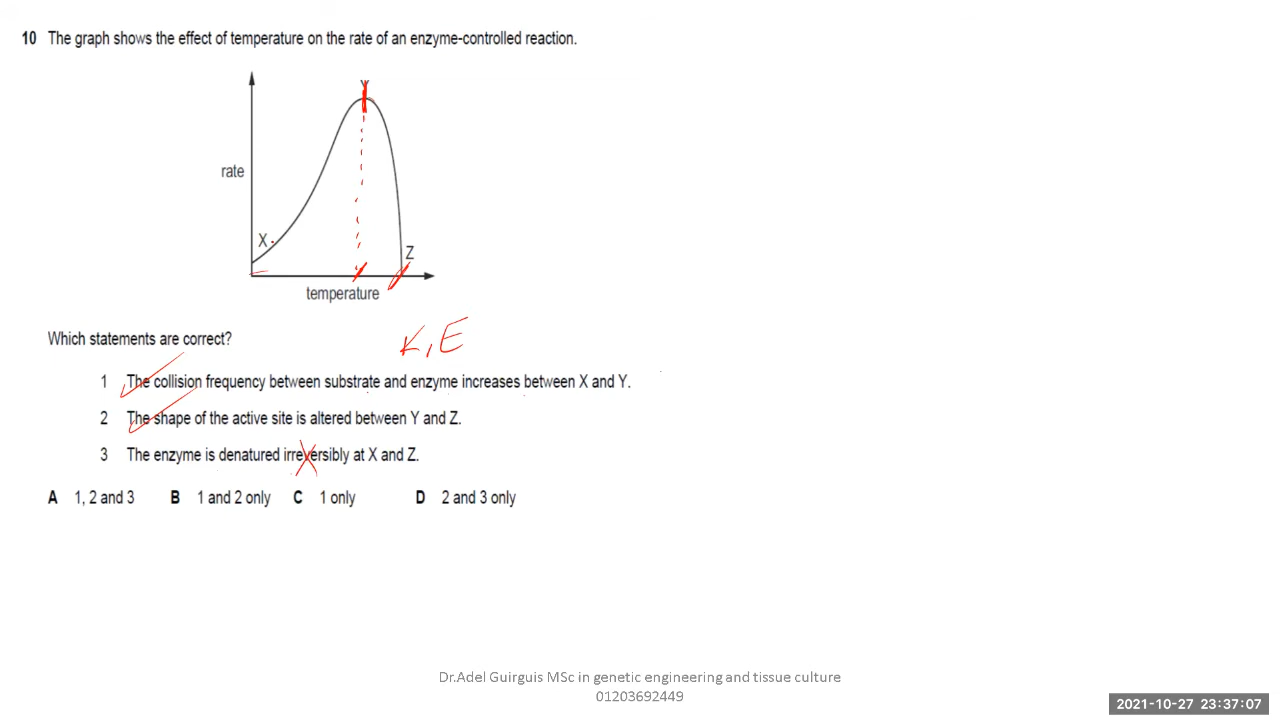 10 The graph shows the effect of temperature on the rate of an enzyme-controlled reaction.
Y
rate
X
Z
temperature
Which statements are correct?
K, E
1 The collision frequency between substrate and enzyme increases between X and Y.
2 The shape of the active site is altered between Y and Z.
3 The enzyme is denatured irreversibly at X and Z.
A 1, 2 and 3 B 1 and 2 only C 1 only D 2 and 3 only
Dr.Adel Guirguis MSc in genetic engineering and tissue culture
01203692449
2021-10-27 23:37:07